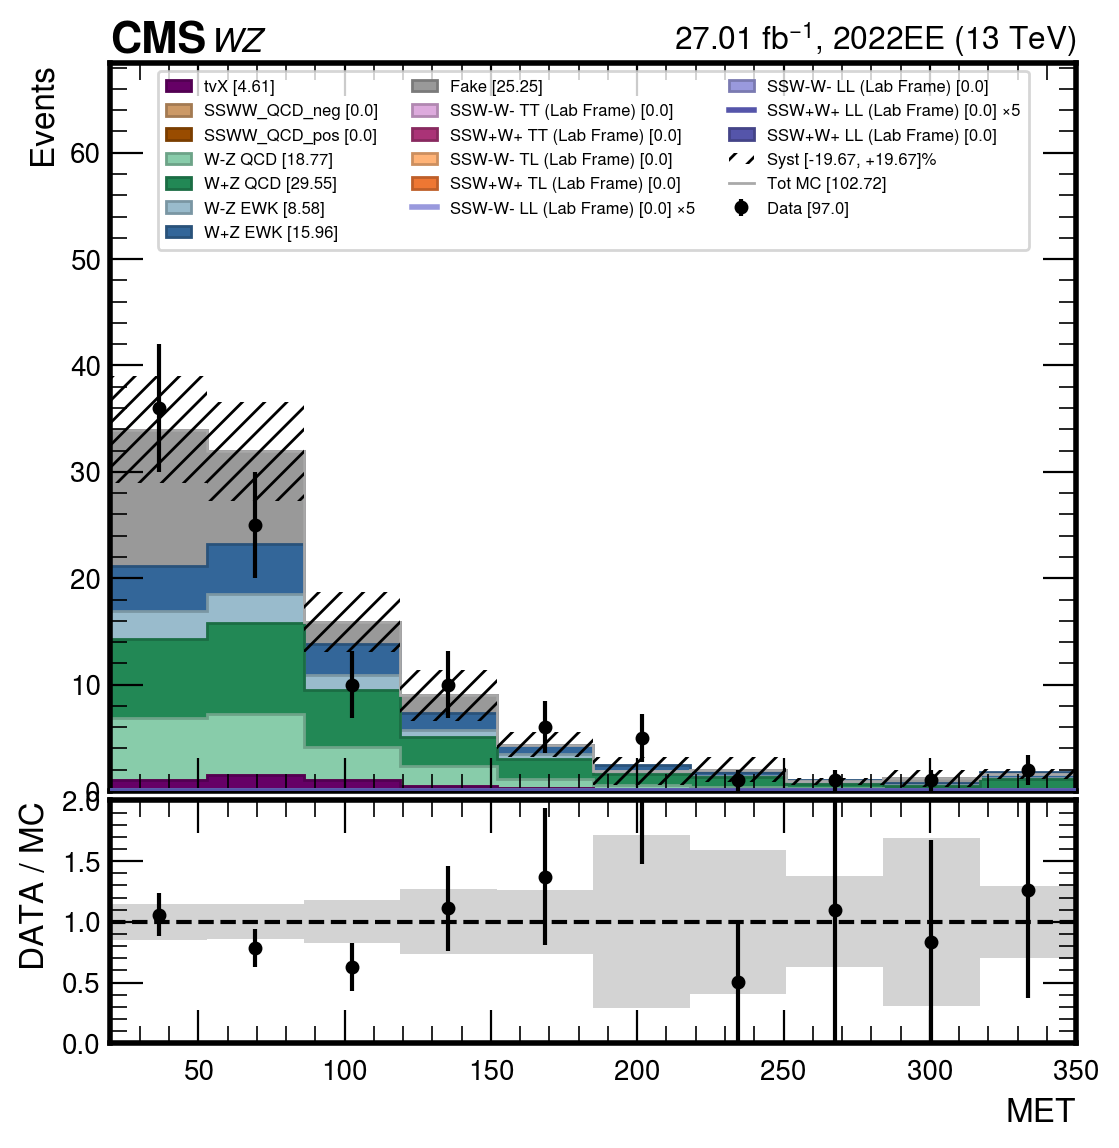 CMS WZ 27.01 fb⁻¹, 2022EE (13 TeV)
Events
tvX [4.61]
SSWW_QCD_neg [0.0]
SSWW_QCD_pos [0.0]
W-Z QCD [18.77]
W+Z QCD [29.55]
W-Z EWK [8.58]
W+Z EWK [15.96]
Fake [25.25]
SSW-W- TT (Lab Frame) [0.0]
SSW+W+ TT (Lab Frame) [0.0]
SSW-W- TL (Lab Frame) [0.0]
SSW+W+ TL (Lab Frame) [0.0]
SSW-W- LL (Lab Frame) [0.0] ×5
SSW-W- LL (Lab Frame) [0.0]
SSW+W+ LL (Lab Frame) [0.0] ×5
SSW+W+ LL (Lab Frame) [0.0]
Syst [-19.67, +19.67]%
Tot MC [102.72]
Data [97.0]
60
50
40
30
20
10
0
DATA / MC
2.0
1.5
1.0
0.5
0.0
50 100 150 200 250 300 350
MET